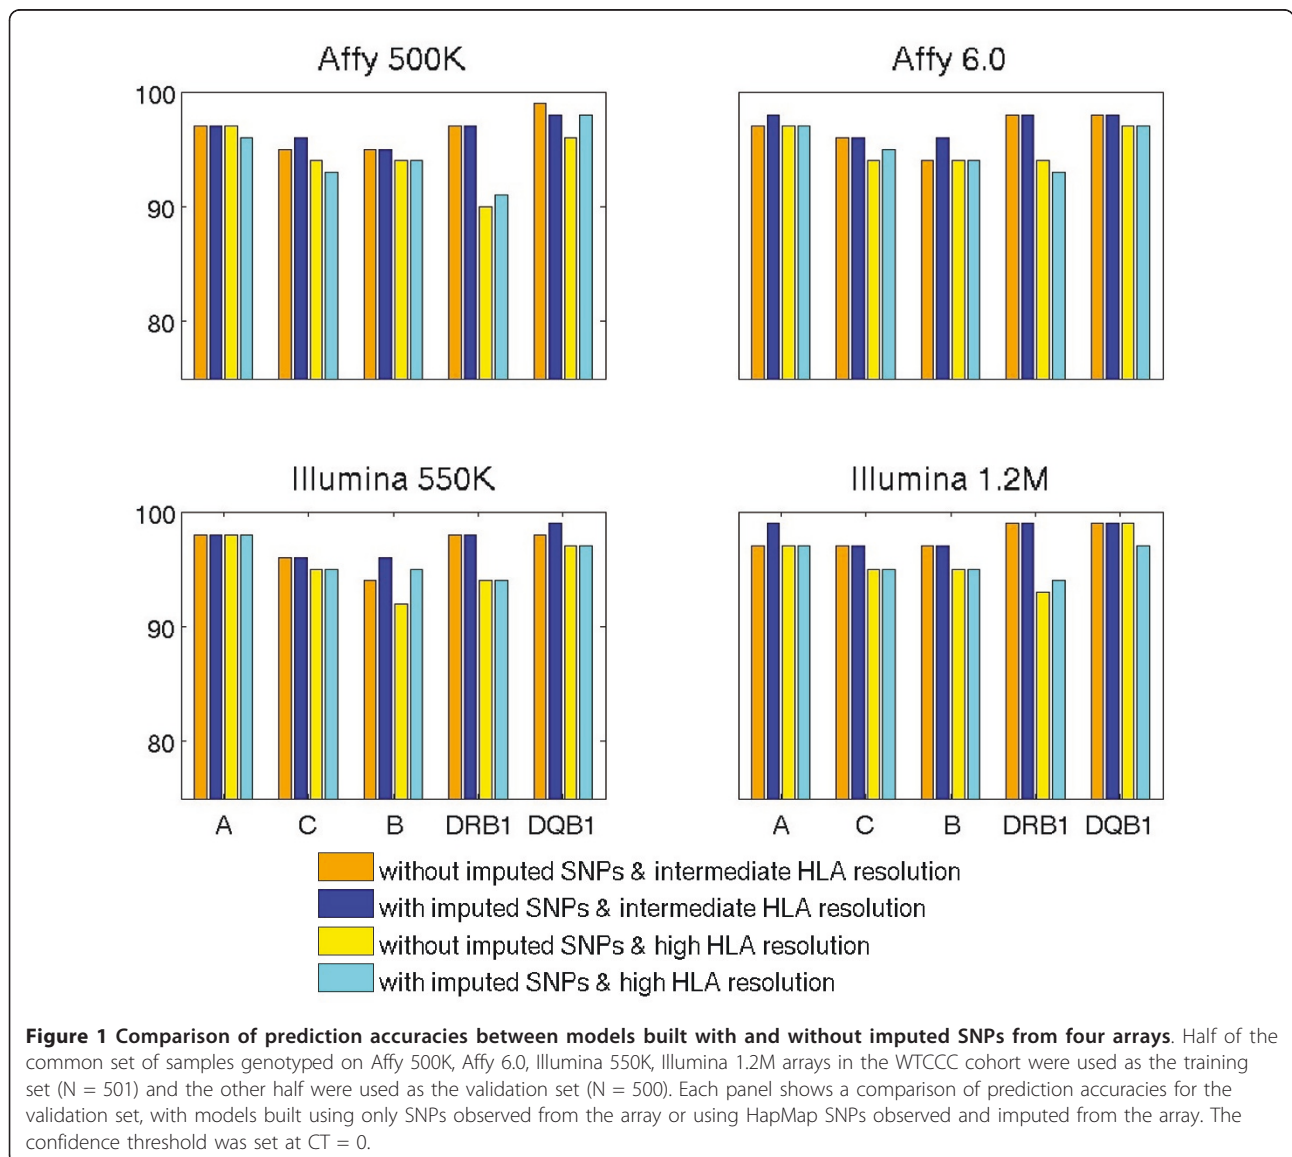 Affy 500K
Affy 6.0
100
90
80
Illumina 550K
Illumina 1.2M
100
90
80
A C B DRB1 DQB1
A C B DRB1 DQB1
without imputed SNPs & intermediate HLA resolution
with imputed SNPs & intermediate HLA resolution
without imputed SNPs & high HLA resolution
with imputed SNPs & high HLA resolution
Figure 1 Comparison of prediction accuracies between models built with and without imputed SNPs from four arrays. Half of the
common set of samples genotyped on Affy 500K, Affy 6.0, Illumina 550K, Illumina 1.2M arrays in the WTCCC cohort were used as the training
set (N = 501) and the other half were used as the validation set (N = 500). Each panel shows a comparison of prediction accuracies for the
validation set, with models built using only SNPs observed from the array or using HapMap SNPs observed and imputed from the array. The
confidence threshold was set at CT = 0.